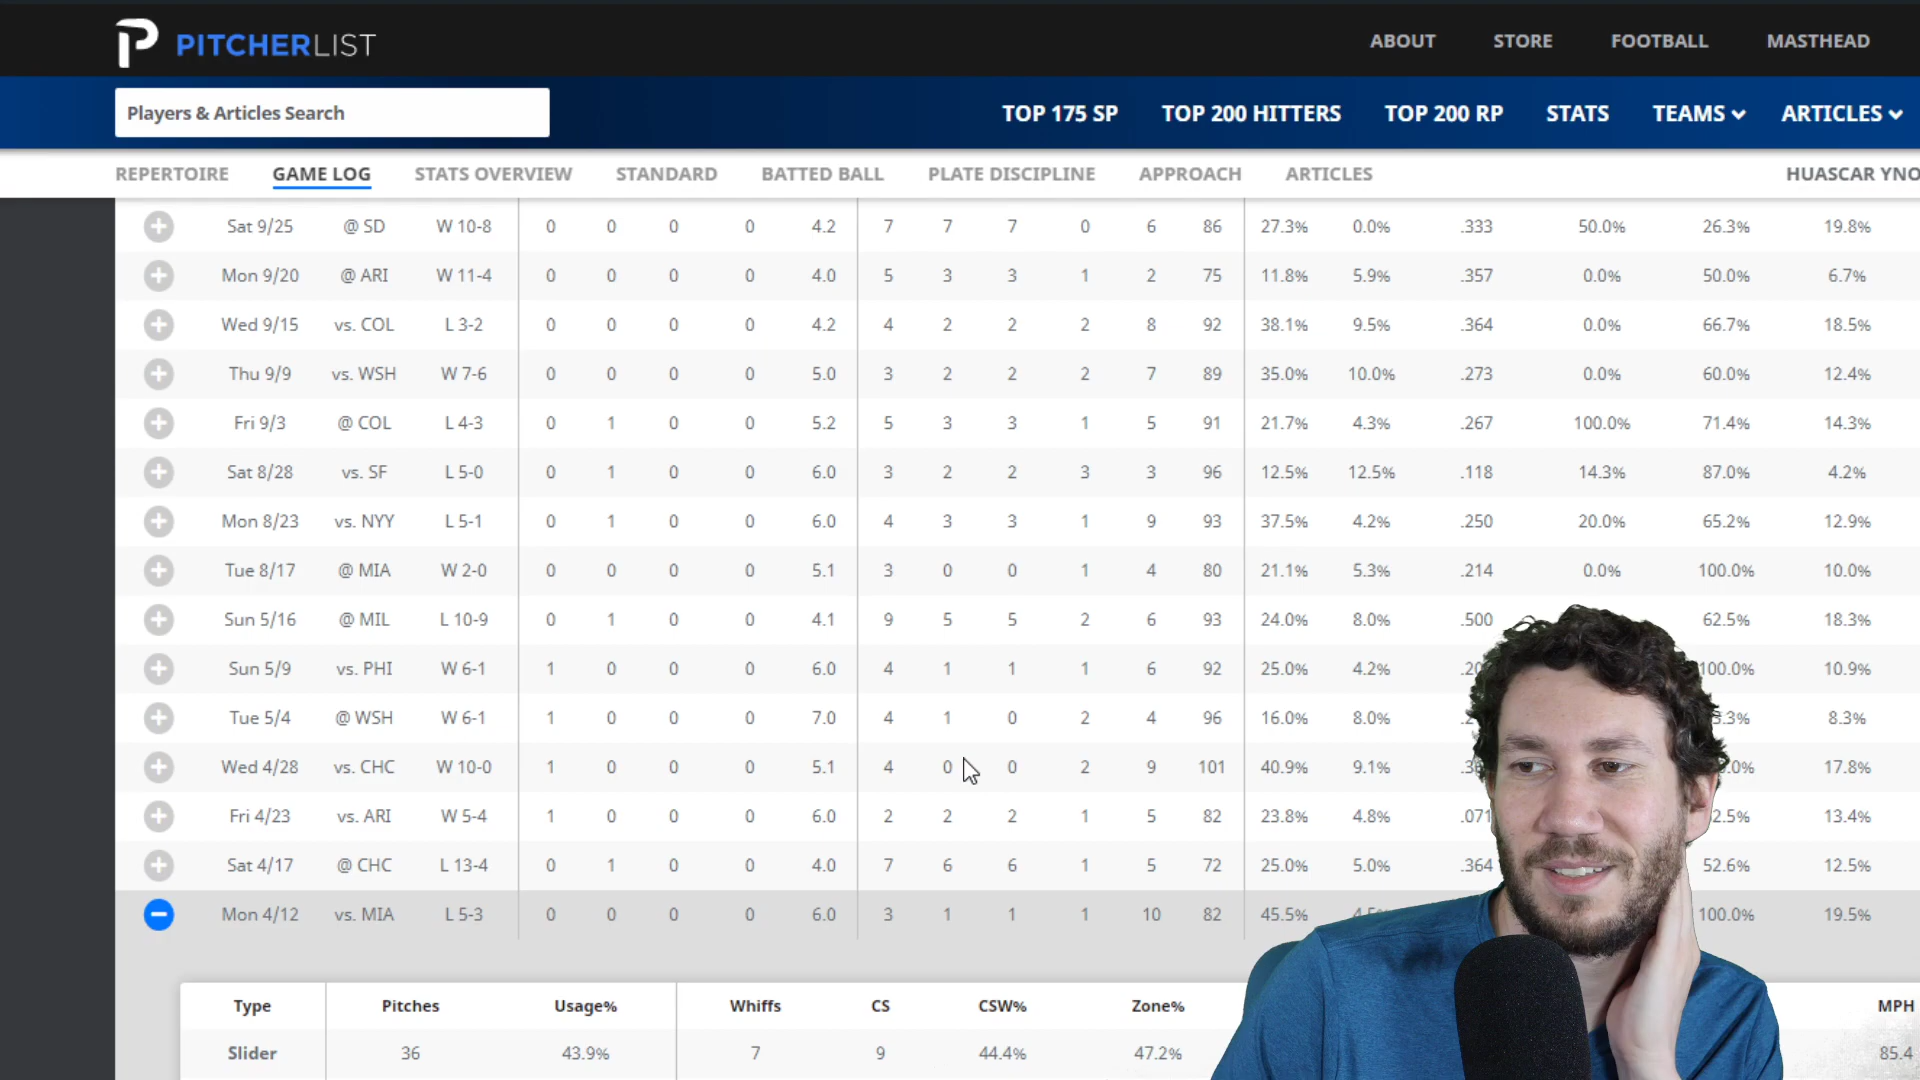 PITCHERLIST
ABOUT STORE FOOTBALL MASTHEAD
Players & Articles Search
TOP 175 SP TOP 200 HITTERS TOP 200 RP STATS TEAMS ARTICLES
REPERTOIRE GAME LOG STATS OVERVIEW STANDARD BATTED BALL PLATE DISCIPLINE APPROACH ARTICLES HUASCAR YNO
Sat 9/25 @ SD W 10-8 0 0 0 0 4.2 7 7 7 0 6 86 27.3% 0.0% .333 50.0% 26.3% 19.8%
Mon 9/20 @ ARI W 11-4 0 0 0 0 4.0 5 3 3 1 2 75 11.8% 5.9% .357 0.0% 50.0% 6.7%
Wed 9/15 vs. COL L 3-2 0 0 0 0 4.2 4 2 2 2 8 92 38.1% 9.5% .364 0.0% 66.7% 18.5%
Thu 9/9 vs. WSH W 7-6 0 0 0 0 5.0 3 2 2 2 7 89 35.0% 10.0% .273 0.0% 60.0% 12.4%
Fri 9/3 @ COL L 4-3 0 1 0 0 5.2 5 3 3 1 5 91 21.7% 4.3% .267 100.0% 71.4% 14.3%
Sat 8/28 vs. SF L 5-0 0 1 0 0 6.0 3 2 2 3 3 96 12.5% 12.5% .118 14.3% 87.0% 4.2%
Mon 8/23 vs. NYY L 5-1 0 1 0 0 6.0 4 3 3 1 9 93 37.5% 4.2% .250 20.0% 65.2% 12.9%
Tue 8/17 @ MIA W 2-0 0 0 0 0 5.1 3 0 0 1 4 80 21.1% 5.3% .214 0.0% 100.0% 10.0%
Sun 5/16 @ MIL L 10-9 0 1 0 0 4.1 9 5 5 2 6 93 24.0% 8.0% .500 62.5% 18.3%
Sun 5/9 vs. PHI W 6-1 1 0 0 0 6.0 4 1 1 1 6 92 25.0% 4.2% 100.0% 10.9%
Tue 5/4 @ WSH W 6-1 1 0 0 0 7.0 4 1 0 2 4 96 16.0% 8.0% 8.3%
Wed 4/28 vs. CHC W 10-0 1 0 0 0 5.1 4 0 0 2 9 101 40.9% 9.1% 17.8%
Fri 4/23 vs. ARI W 5-4 1 0 0 0 6.0 2 2 2 1 5 82 23.8% 4.8% .071 13.4%
Sat 4/17 @ CHC L 13-4 0 1 0 0 4.0 7 6 6 1 5 72 25.0% 5.0% .364 52.6% 12.5%
Mon 4/12 vs. MIA L 5-3 0 0 0 0 6.0 3 1 1 1 10 82 45.5% 100.0% 19.5%
Type Pitches Usage% Whiffs CS CSW% Zone% MPH
Slider 36 43.9% 7 9 44.4% 47.2% 85.4